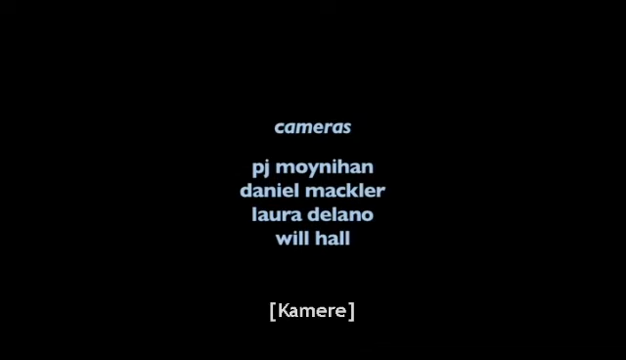 cameras
pj moynihan
daniel mackler
laura delano
will hall
[Kamere]